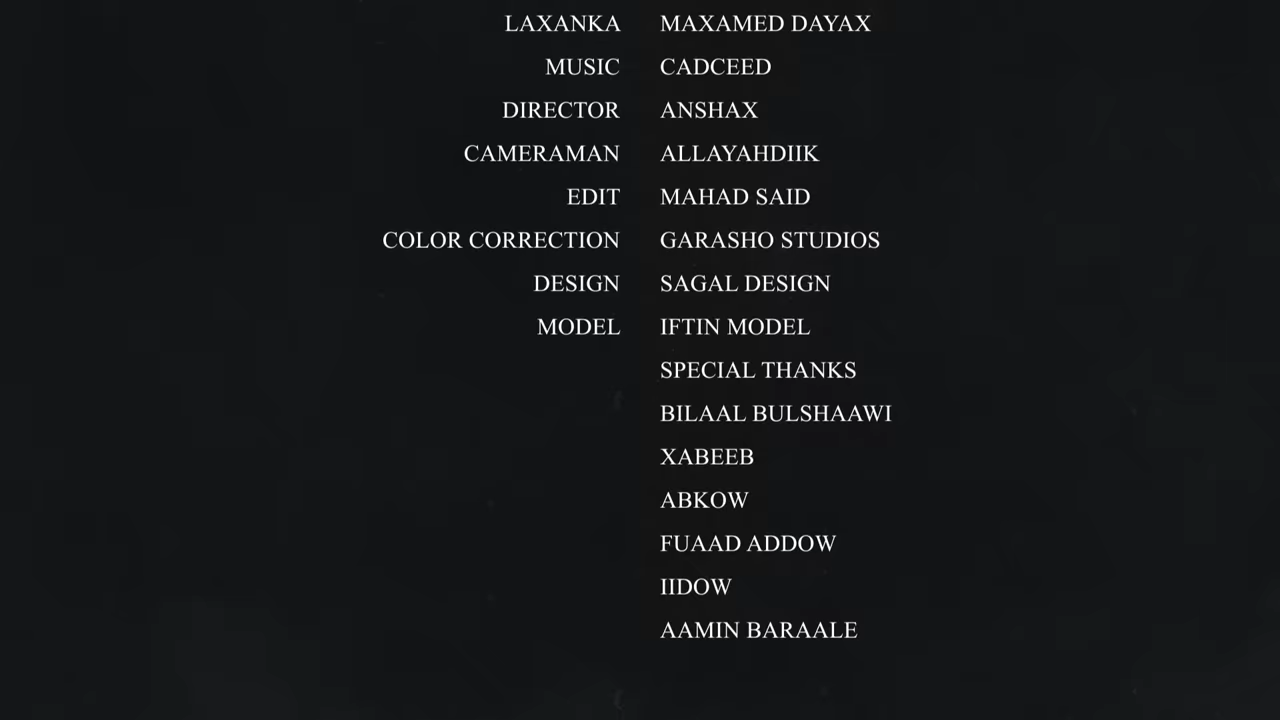 LAXANKA MAXAMED DAYAX
MUSIC CADCEED
DIRECTOR ANSHAX
CAMERAMAN ALLAYAHDIIK
EDIT MAHAD SAID
COLOR CORRECTION GARASHO STUDIOS
DESIGN SAGAL DESIGN
MODEL IFTIN MODEL
SPECIAL THANKS
BILAAL BULSHAAWI
XABEEB
ABKOW
FUAAD ADDOW
IIDOW
AAMIN BARAALE